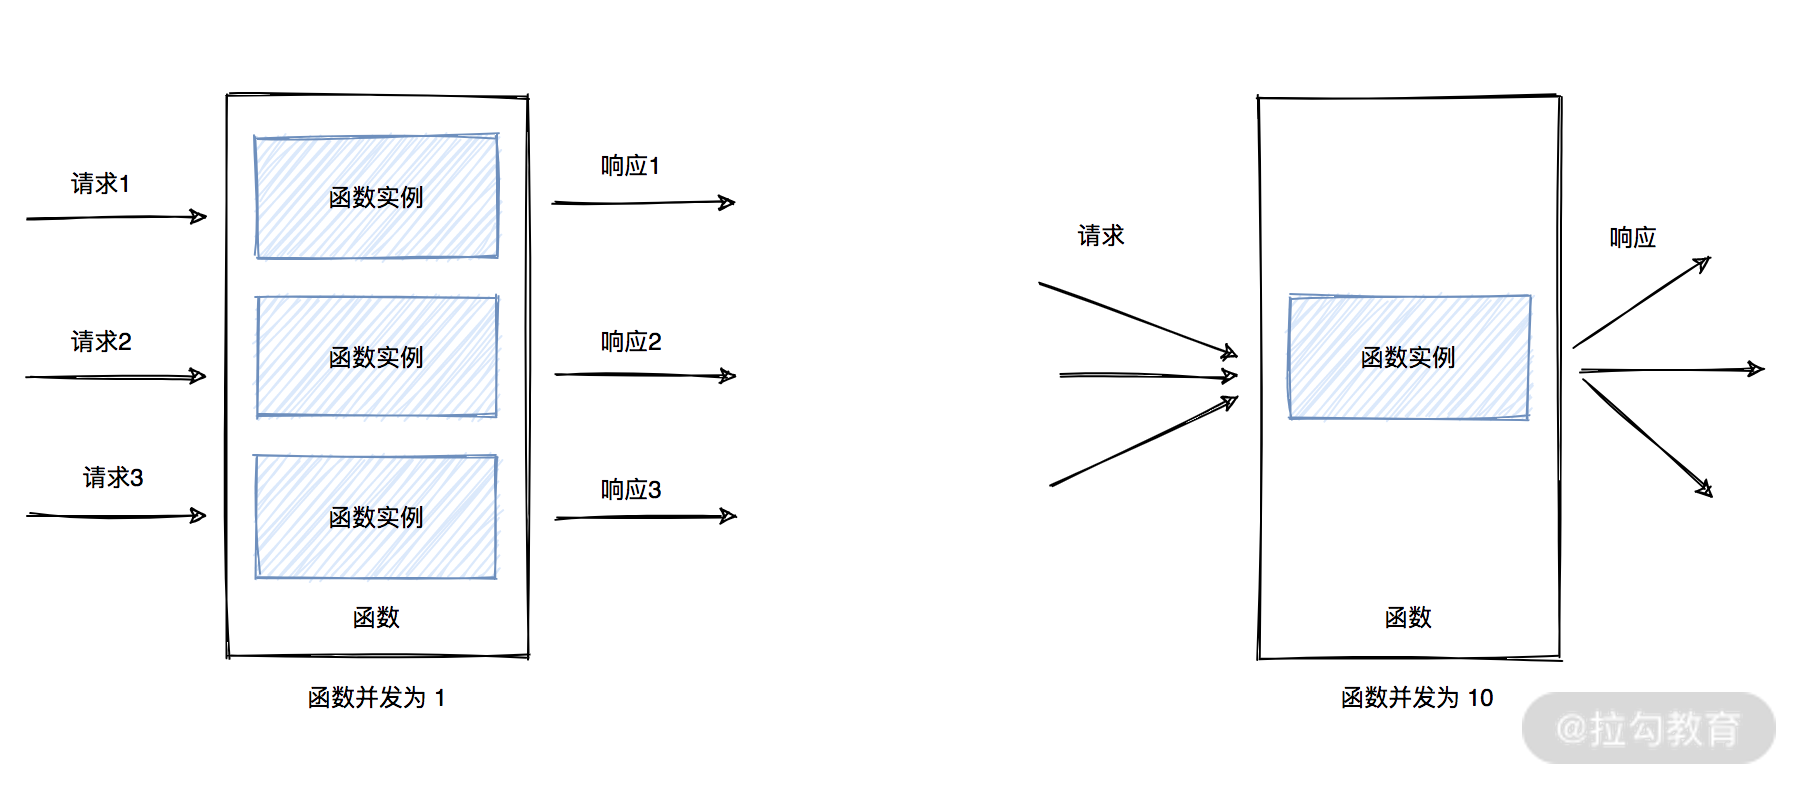 请求1
函数实例
响应1
请求2
函数实例
响应2
请求3
函数实例
响应3
函数
函数并发为 1
请求
函数实例
响应
函数
函数并发为 10
@拉勾教育